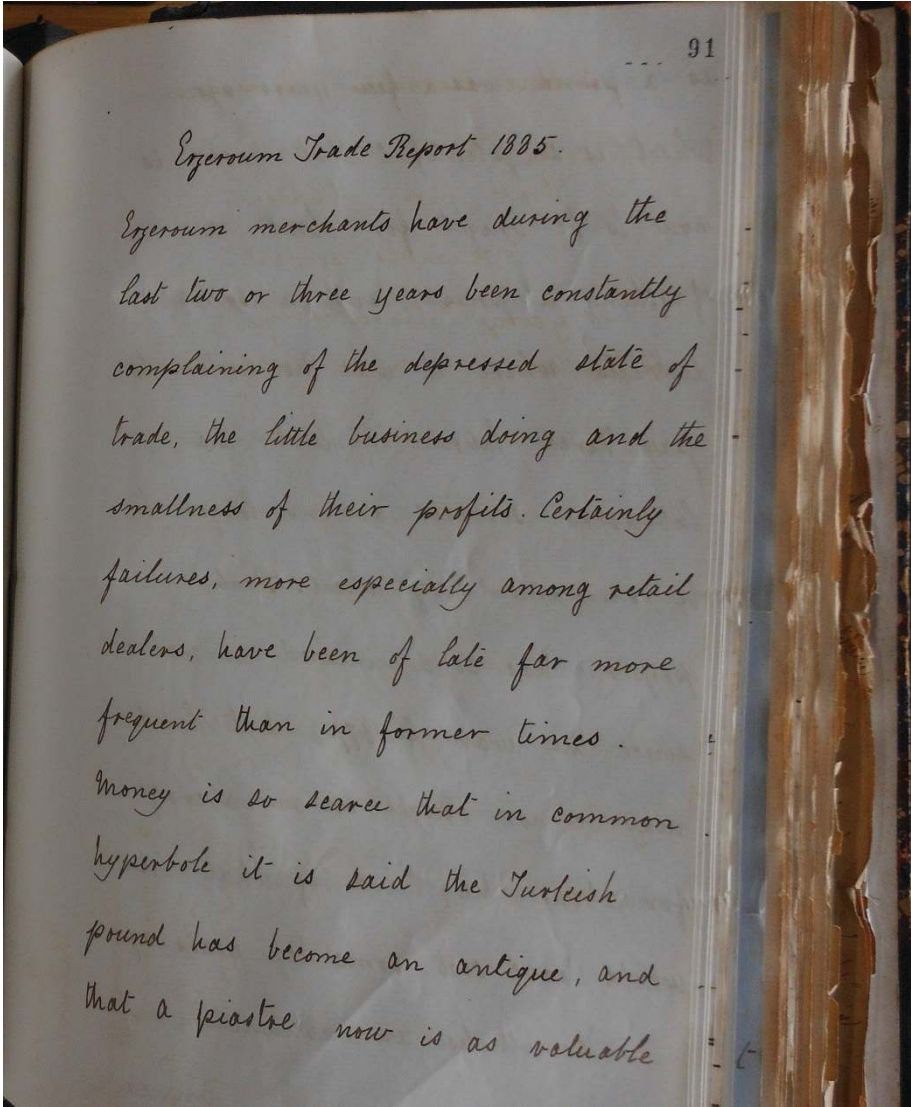 91
Erzeroum Trade Report 1885.
Erzeroum merchants have during the
last two or three years been constantly
complaining of the depressed state of
trade, the little business doing and the
smallness of their profits. Certainly
failures, more especially among retail
dealers, have been of late far more
frequent than in former times.
Money is so scarce that in common
hyperbole it is said the Turkish
pound has become an antique, and
that a piastre now is as valuable